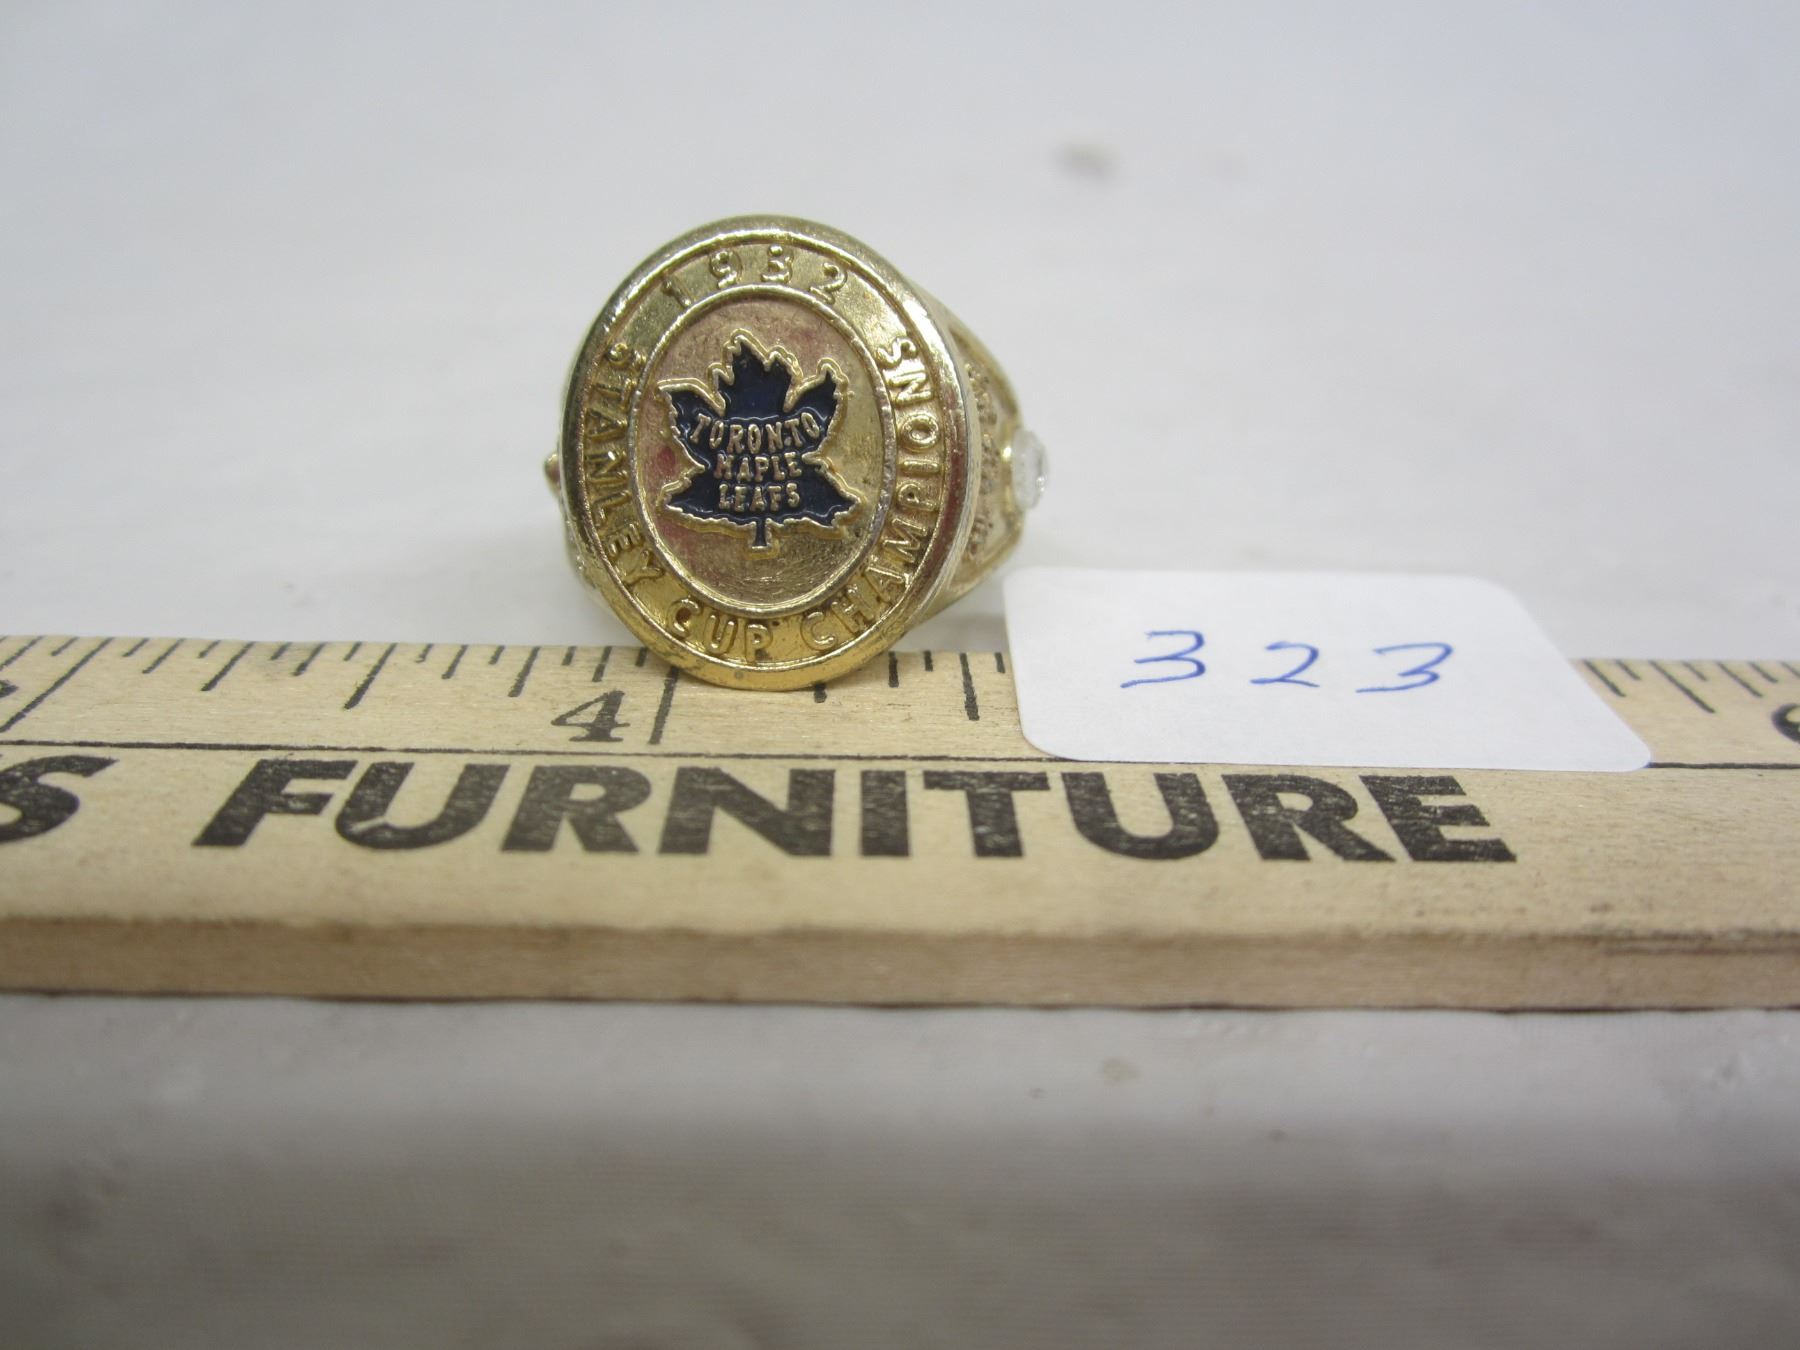 1932
STANLEY CUP CHAMPIONS
TORONTO
MAPLE
LEAFS
323
4
'S FURNITURE